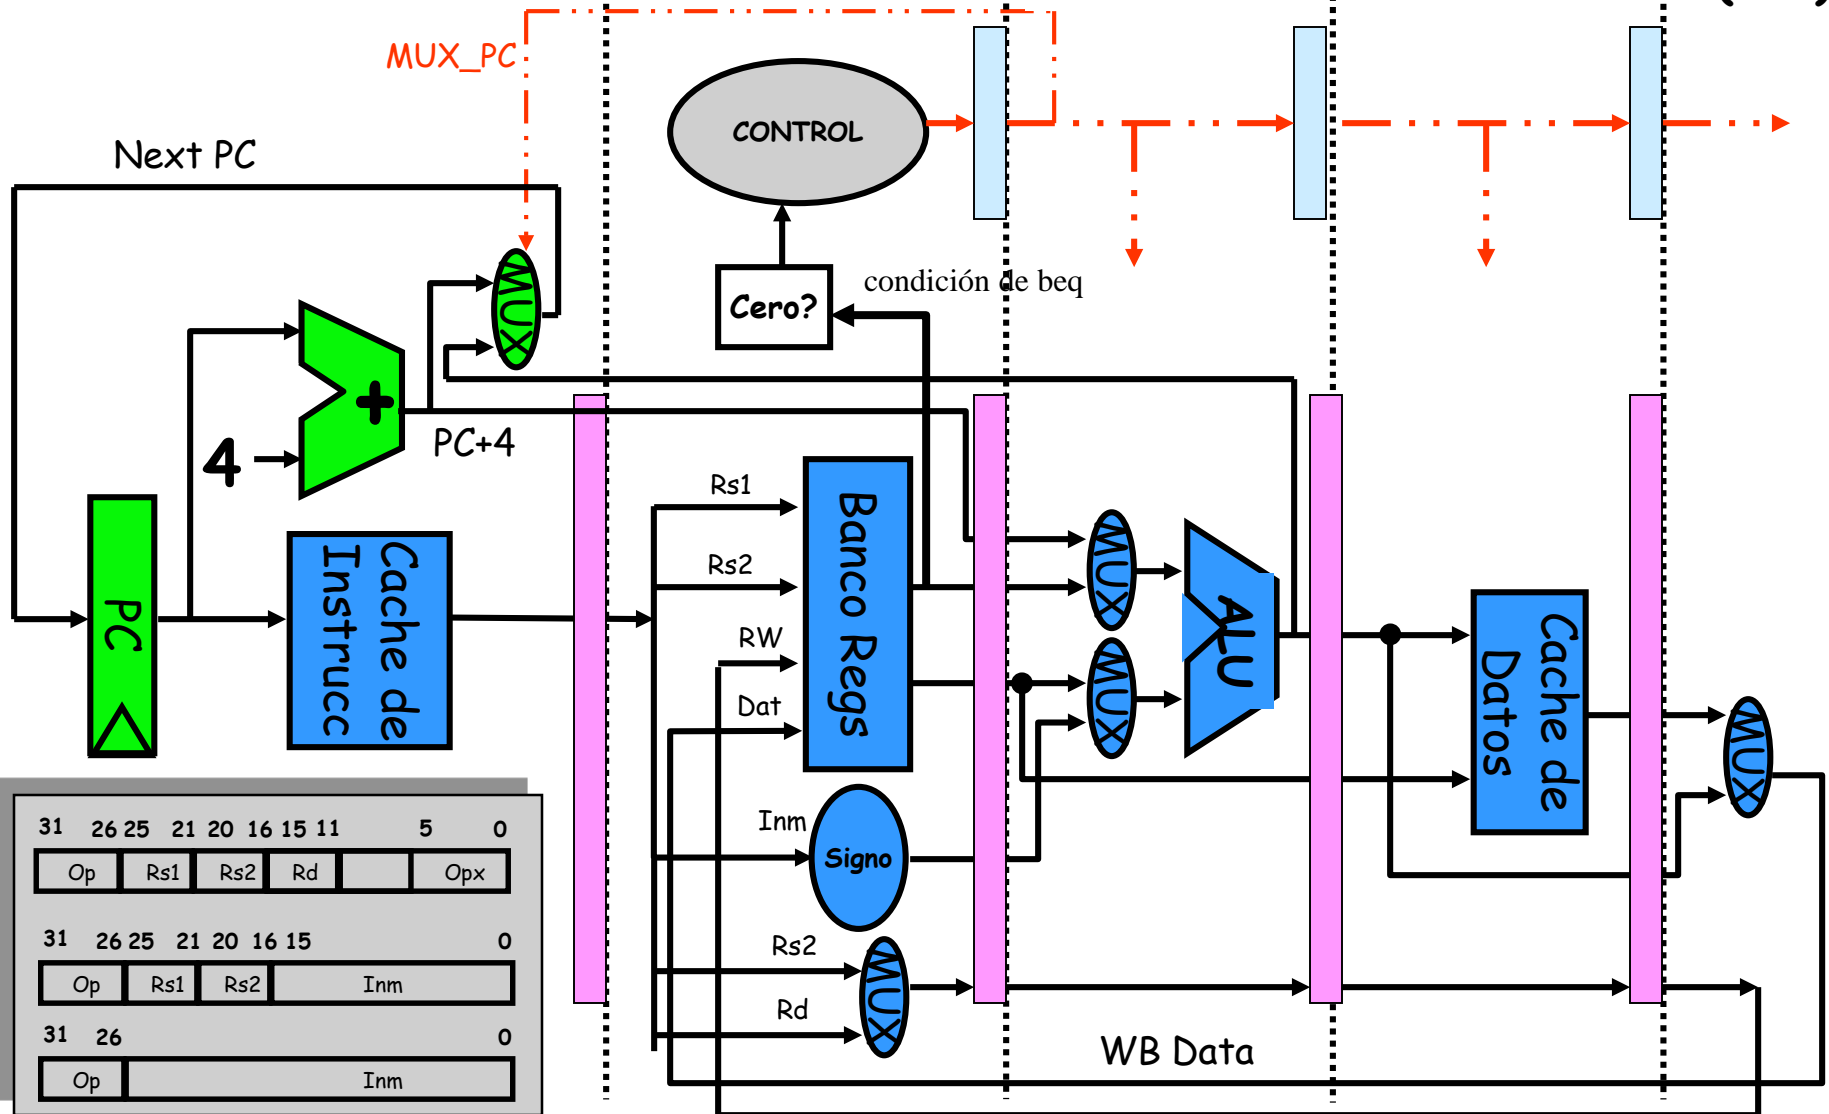 MUX_PC
CONTROL
Next PC
MUX
Cero?
condición de beq
+
4
PC+4
PC
Cache de
Instrucc
Rs1
Rs2
RW
Dat
Banco Regs
MUX
MUX
ALU
Cache de
Datos
MUX
Inm
Signo
Rs2
Rd
MUX
WB Data
31 26 25 21 20 16 15 11 5 0
Op Rs1 Rs2 Rd Opx
31 26 25 21 20 16 15 0
Op Rs1 Rs2 Inm
31 26 0
Op Inm